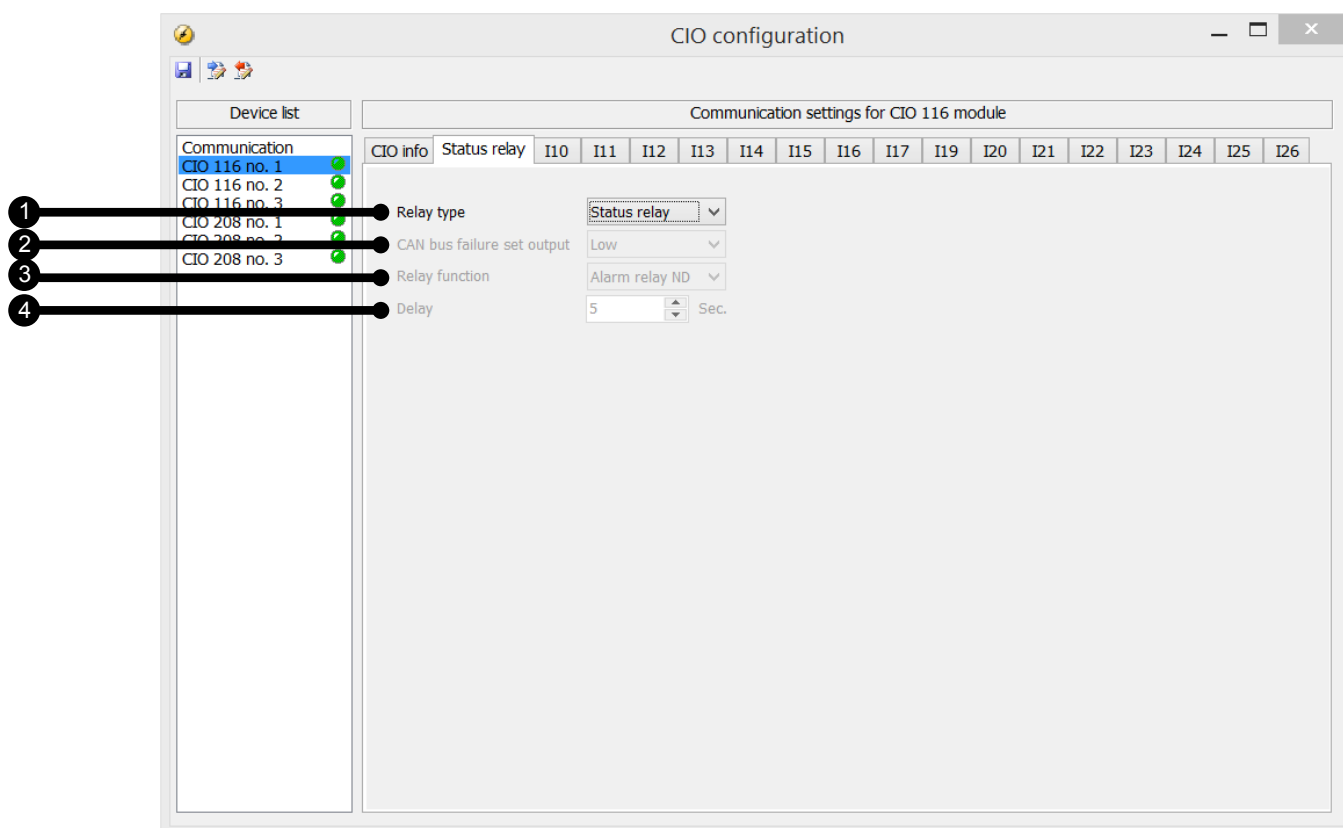 CIO configuration
Device list
Communication settings for CIO 116 module
Communication
CIO 116 no. 1
CIO 116 no. 2
CIO 116 no. 3
CIO 208 no. 1
CIO 208 no. 2
CIO 208 no. 3
CIO info Status relay I10 I11 I12 I13 I14 I15 I16 I17 I19 I20 I21 I22 I23 I24 I25 I26
1 Relay type Status relay
2 CAN bus failure set output Low
3 Relay function Alarm relay ND
4 Delay 5 Sec.